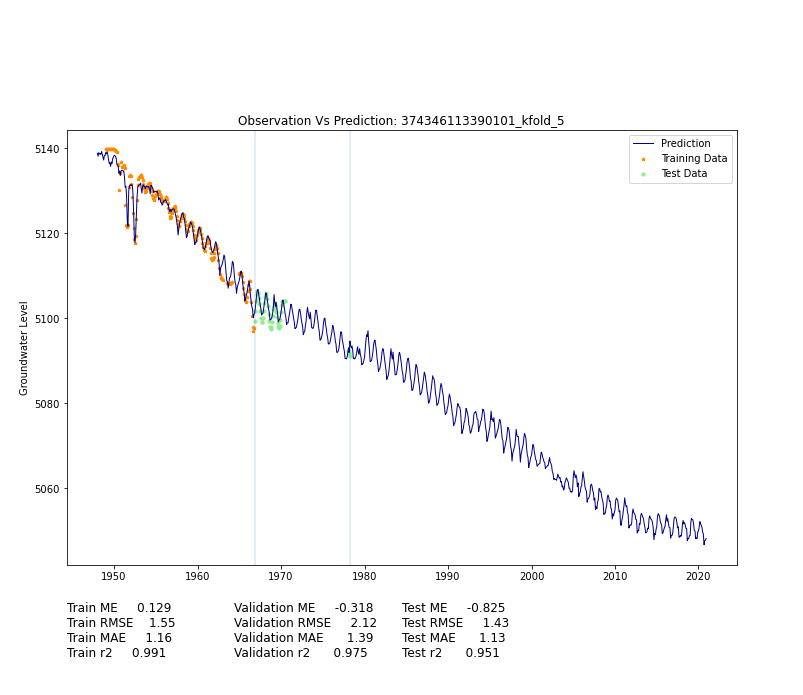 Observation Vs Prediction: 374346113390101_kfold_5
Prediction
Training Data
Test Data
Groundwater Level
5140
5120
5100
5080
5060
1950 1960 1970 1980 1990 2000 2010 2020
Train ME 0.129 Validation ME -0.318 Test ME -0.825
Train RMSE 1.55 Validation RMSE 2.12 Test RMSE 1.43
Train MAE 1.16 Validation MAE 1.39 Test MAE 1.13
Train r2 0.991 Validation r2 0.975 Test r2 0.951